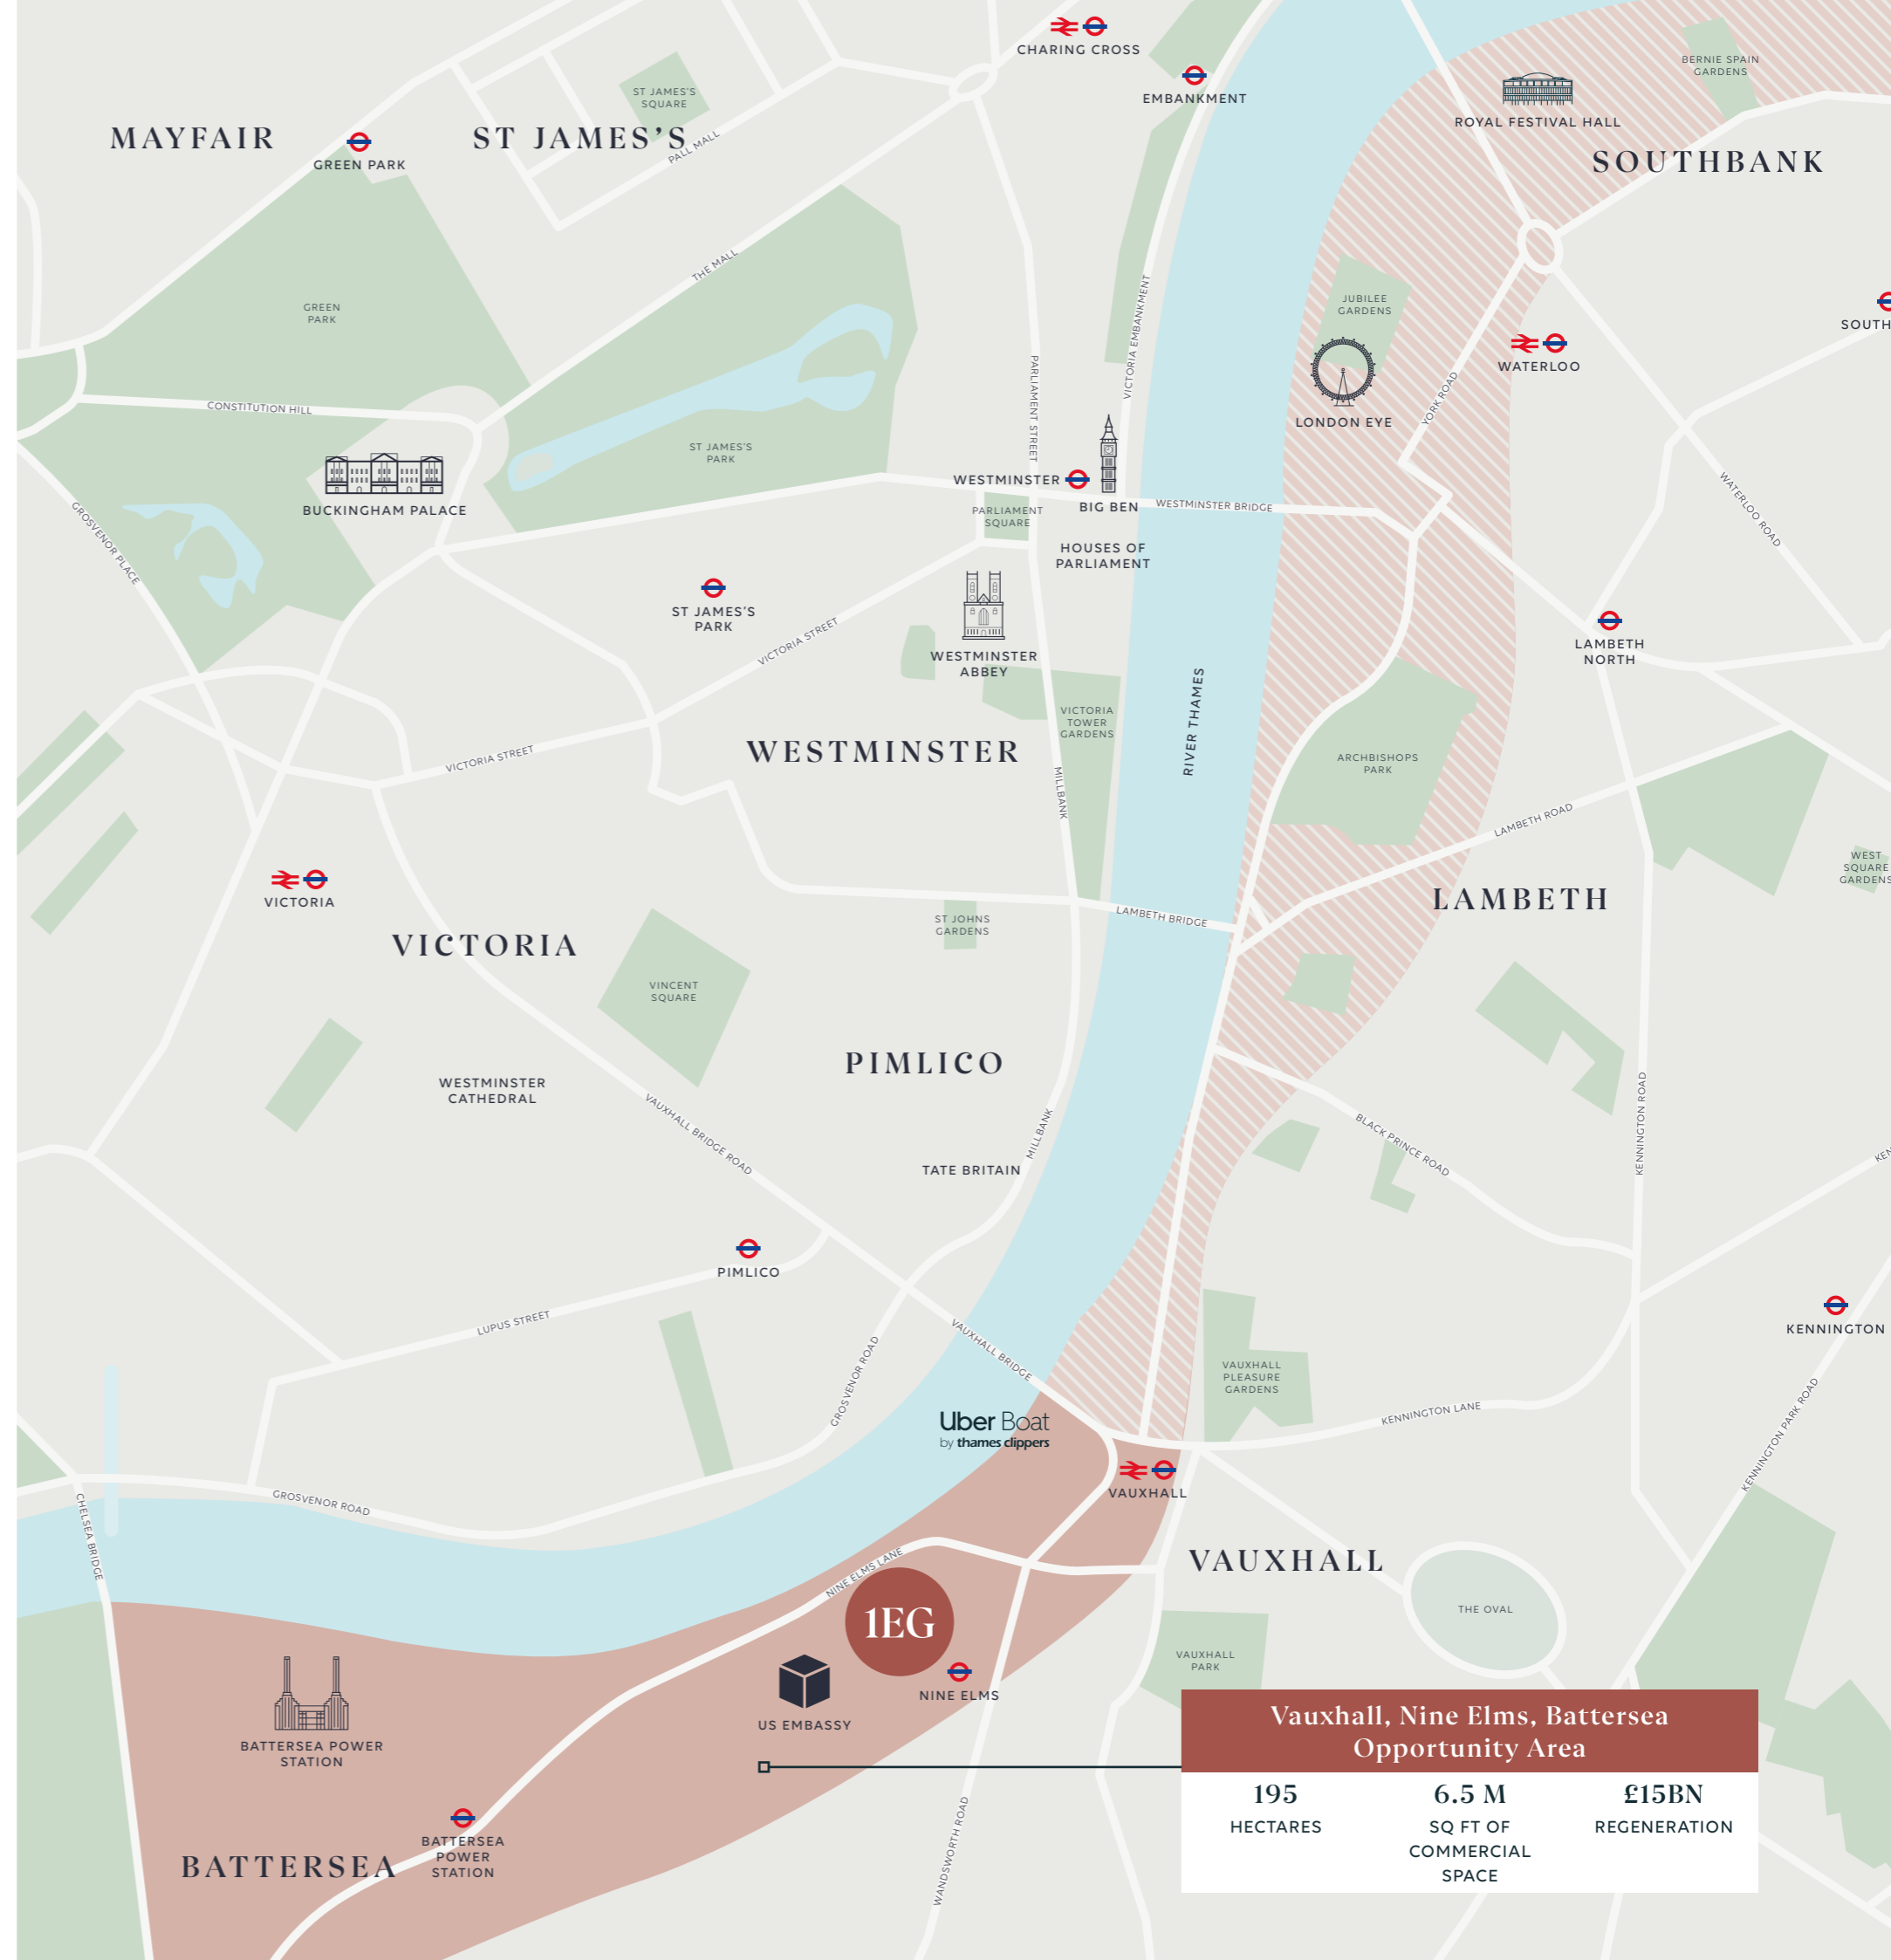 CHARING CROSS
EMBANKMENT
BERNIE SPAIN
GARDENS
ROYAL FESTIVAL HALL
SOUTHBANK
MAYFAIR
GREEN PARK
ST JAMES'S
ST JAMES'S
SQUARE
PALL MALL
THE MALL
GREEN
PARK
CONSTITUTION HILL
BUCKINGHAM PALACE
GROSVENOR PLACE
ST JAMES'S
PARK
PARLIAMENT STREET
VICTORIA EMBANKMENT
JUBILEE
GARDENS
LONDON EYE
YORK ROAD
WATERLOO
SOUTH
WATERLOO ROAD
WESTMINSTER
BIG BEN
WESTMINSTER BRIDGE
PARLIAMENT
SQUARE
HOUSES OF
PARLIAMENT
ST JAMES'S
PARK
VICTORIA STREET
WESTMINSTER
ABBEY
LAMBETH
NORTH
RIVER THAMES
VICTORIA
TOWER
GARDENS
WESTMINSTER
VICTORIA STREET
MILLBANK
ARCHBISHOPS
PARK
LAMBETH ROAD
WEST
SQUARE
GARDENS
LAMBETH
VICTORIA
VICTORIA
ST JOHNS
GARDENS
LAMBETH BRIDGE
VINCENT
SQUARE
PIMLICO
WESTMINSTER
CATHEDRAL
VAUXHALL BRIDGE ROAD
MILLBANK
TATE BRITAIN
BLACK PRINCE ROAD
KENNINGTON ROAD
KEN
PIMLICO
LUPUS STREET
GROSVENOR ROAD
VAUXHALL BRIDGE
KENNINGTON
VAUXHALL
PLEASURE
GARDENS
KENNINGTON LANE
KENNINGTON PARK ROAD
Uber Boat
by thames clippers
VAUXHALL
GROSVENOR ROAD
CHELSEA BRIDGE
NINE ELMS LANE
VAUXHALL
1EG
THE OVAL
VAUXHALL
PARK
NINE ELMS
US EMBASSY
BATTERSEA POWER
STATION
BATTERSEA
POWER
STATION
BATTERSEA
WANDSWORTH ROAD
Vauxhall, Nine Elms, Battersea
Opportunity Area
195
HECTARES
6.5 M
SQ FT OF
COMMERCIAL
SPACE
£15BN
REGENERATION